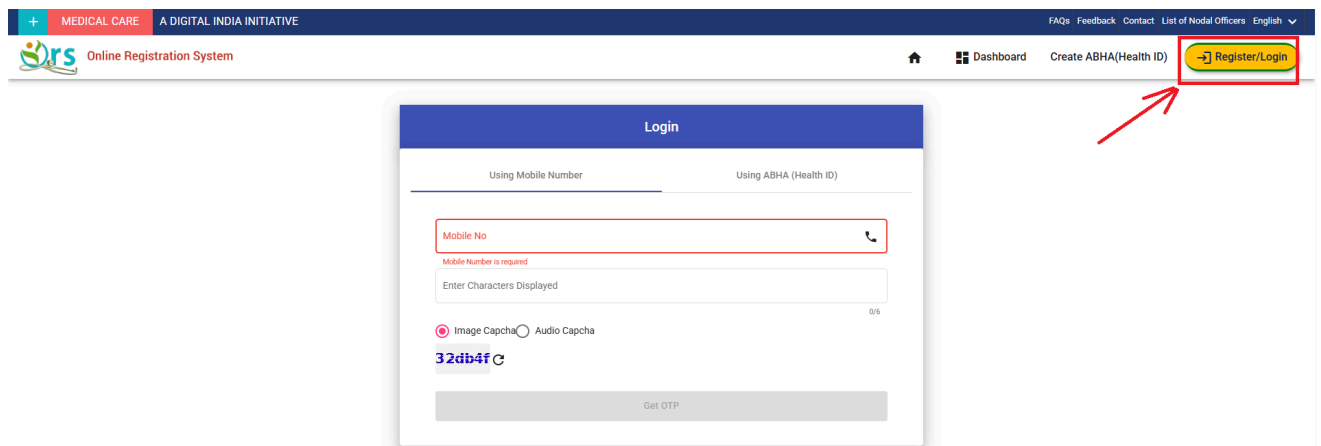 + MEDICAL CARE A DIGITAL INDIA INITIATIVE FAQs Feedback Contact List of Nodal Officers English
Ors Online Registration System Dashboard Create ABHA(Health ID) Register/Login
Login
Using Mobile Number Using ABHA (Health ID)
Mobile No
Mobile Number is required
Enter Characters Displayed
0/6
Image Capcha Audio Capcha
32db4f
Get OTP